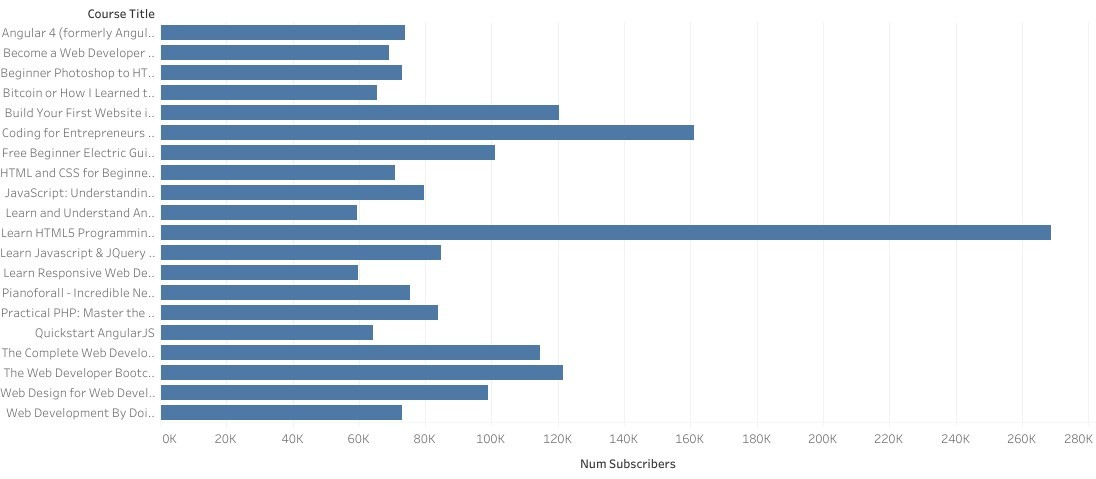 Course Title
Angular 4 (formerly Angul..
Become a Web Developer ..
Beginner Photoshop to HT..
Bitcoin or How I Learned t..
Build Your First Website i..
Coding for Entrepreneurs ..
Free Beginner Electric Gui..
HTML and CSS for Beginne..
JavaScript: Understandin..
Learn and Understand An..
Learn HTML5 Programmin..
Learn Javascript & JQuery ..
Learn Responsive Web De..
Pianoforall - Incredible Ne..
Practical PHP: Master the ..
Quickstart AngularJS
The Complete Web Develo..
The Web Developer Bootc..
Web Design for Web Devel..
Web Development By Doi..
0K 20K 40K 60K 80K 100K 120K 140K 160K 180K 200K 220K 240K 260K 280K
Num Subscribers